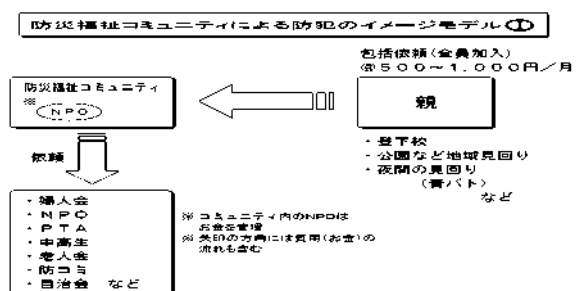 防災福祉コミュニティによる防犯のイメージモデル①
包括依頼(全員加入)
@500~1,000円/月
防災福祉コミュニティ
※
NPO
親
依頼
・登下校
・公園など地域見回り
・夜間の見回り
(青パト)
など
・婦人会
・NPO
・PTA
・中高生
・老人会
・防コミ
・自治会 など
※ コミュニティ内のNPOは
お金を管理
※ 矢印の方向には費用(お金)の
流れも含む